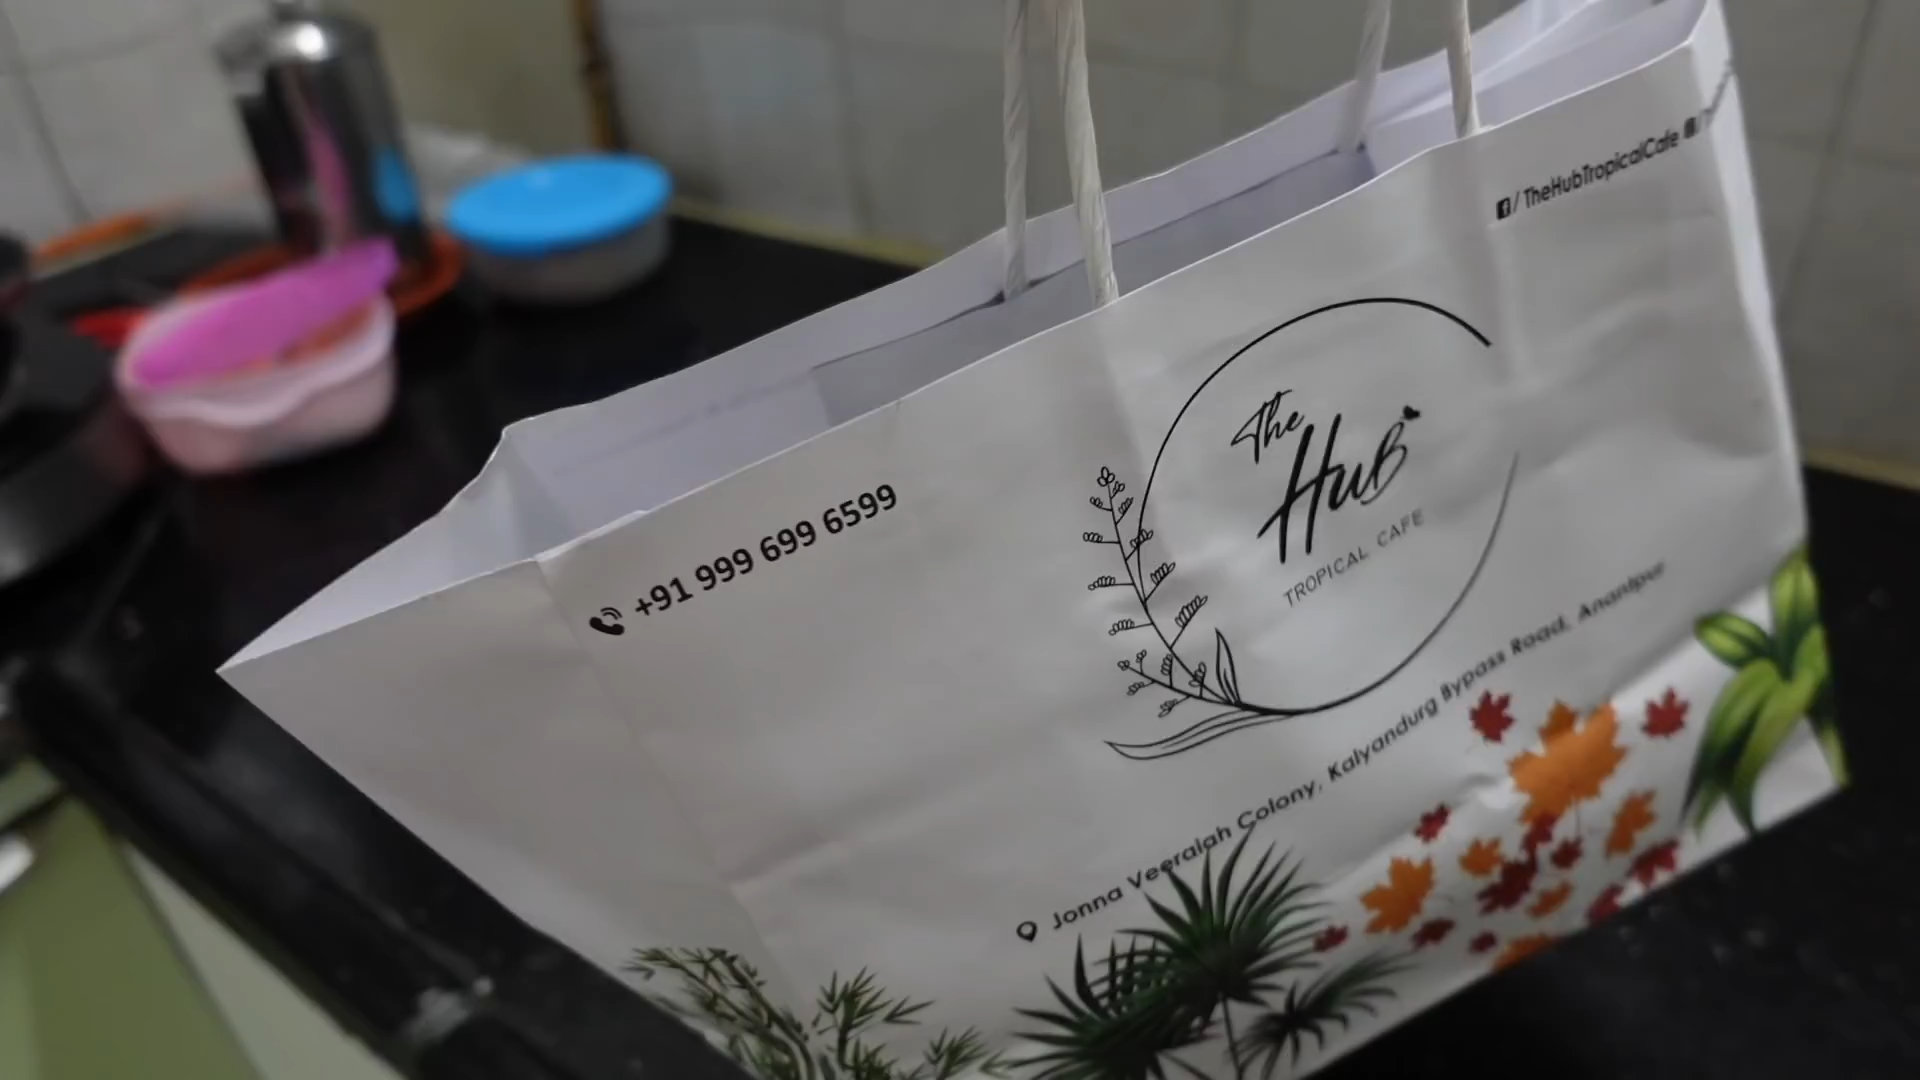 /TheHubTropicalCafe
+91 999 699 6599
The
Hub
TROPICAL CAFE
Jonna Veeraiah Colony, Kalyandurg Bypass Road, Anantpur